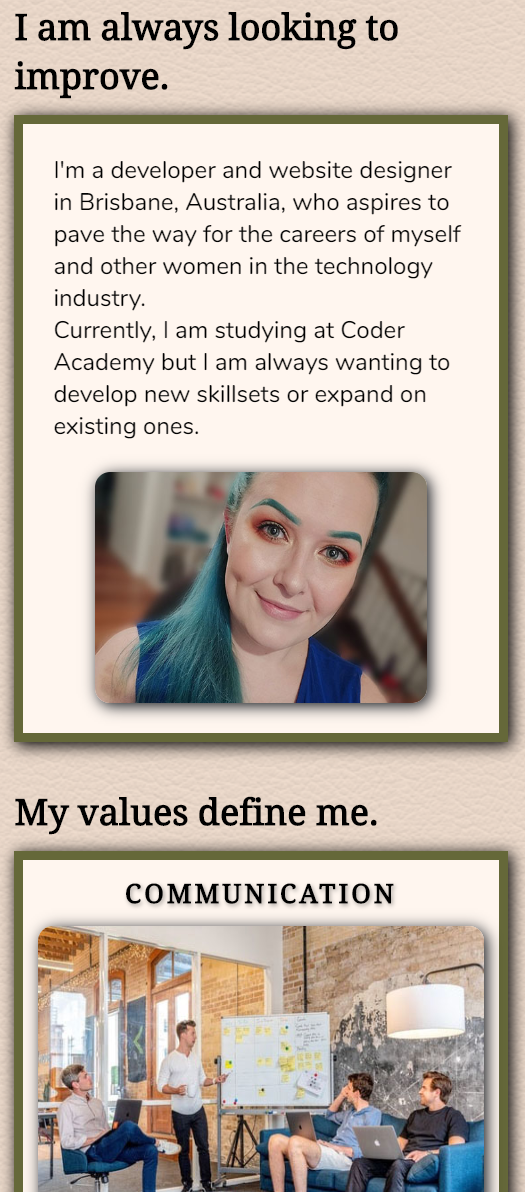 I am always looking to
improve.
I'm a developer and website designer
in Brisbane, Australia, who aspires to
pave the way for the careers of myself
and other women in the technology
industry.
Currently, I am studying at Coder
Academy but I am always wanting to
develop new skillsets or expand on
existing ones.
My values define me.
COMMUNICATION